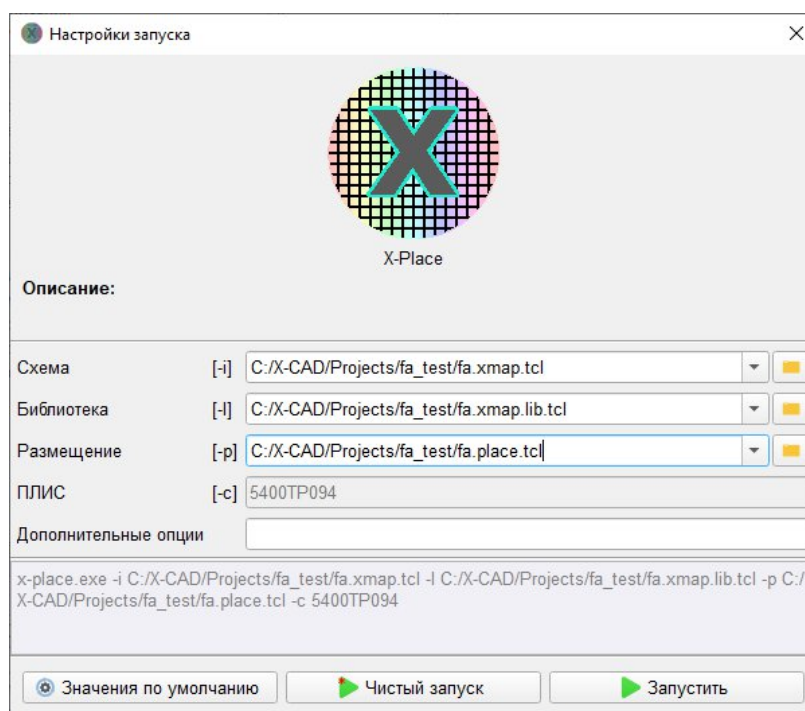 Настройки запуска
X
X-Place
Описание:
Схема [-i] C:/X-CAD/Projects/fa_test/fa.xmap.tcl
Библиотека [-l] C:/X-CAD/Projects/fa_test/fa.xmap.lib.tcl
Размещение [-p] C:/X-CAD/Projects/fa_test/fa.place.tcl
ПЛИС [-c] 5400TP094
Дополнительные опции
x-place.exe -i C:/X-CAD/Projects/fa_test/fa.xmap.tcl -l C:/X-CAD/Projects/fa_test/fa.xmap.lib.tcl -p C:/
X-CAD/Projects/fa_test/fa.place.tcl -c 5400TP094
Значения по умолчанию Чистый запуск Запустить